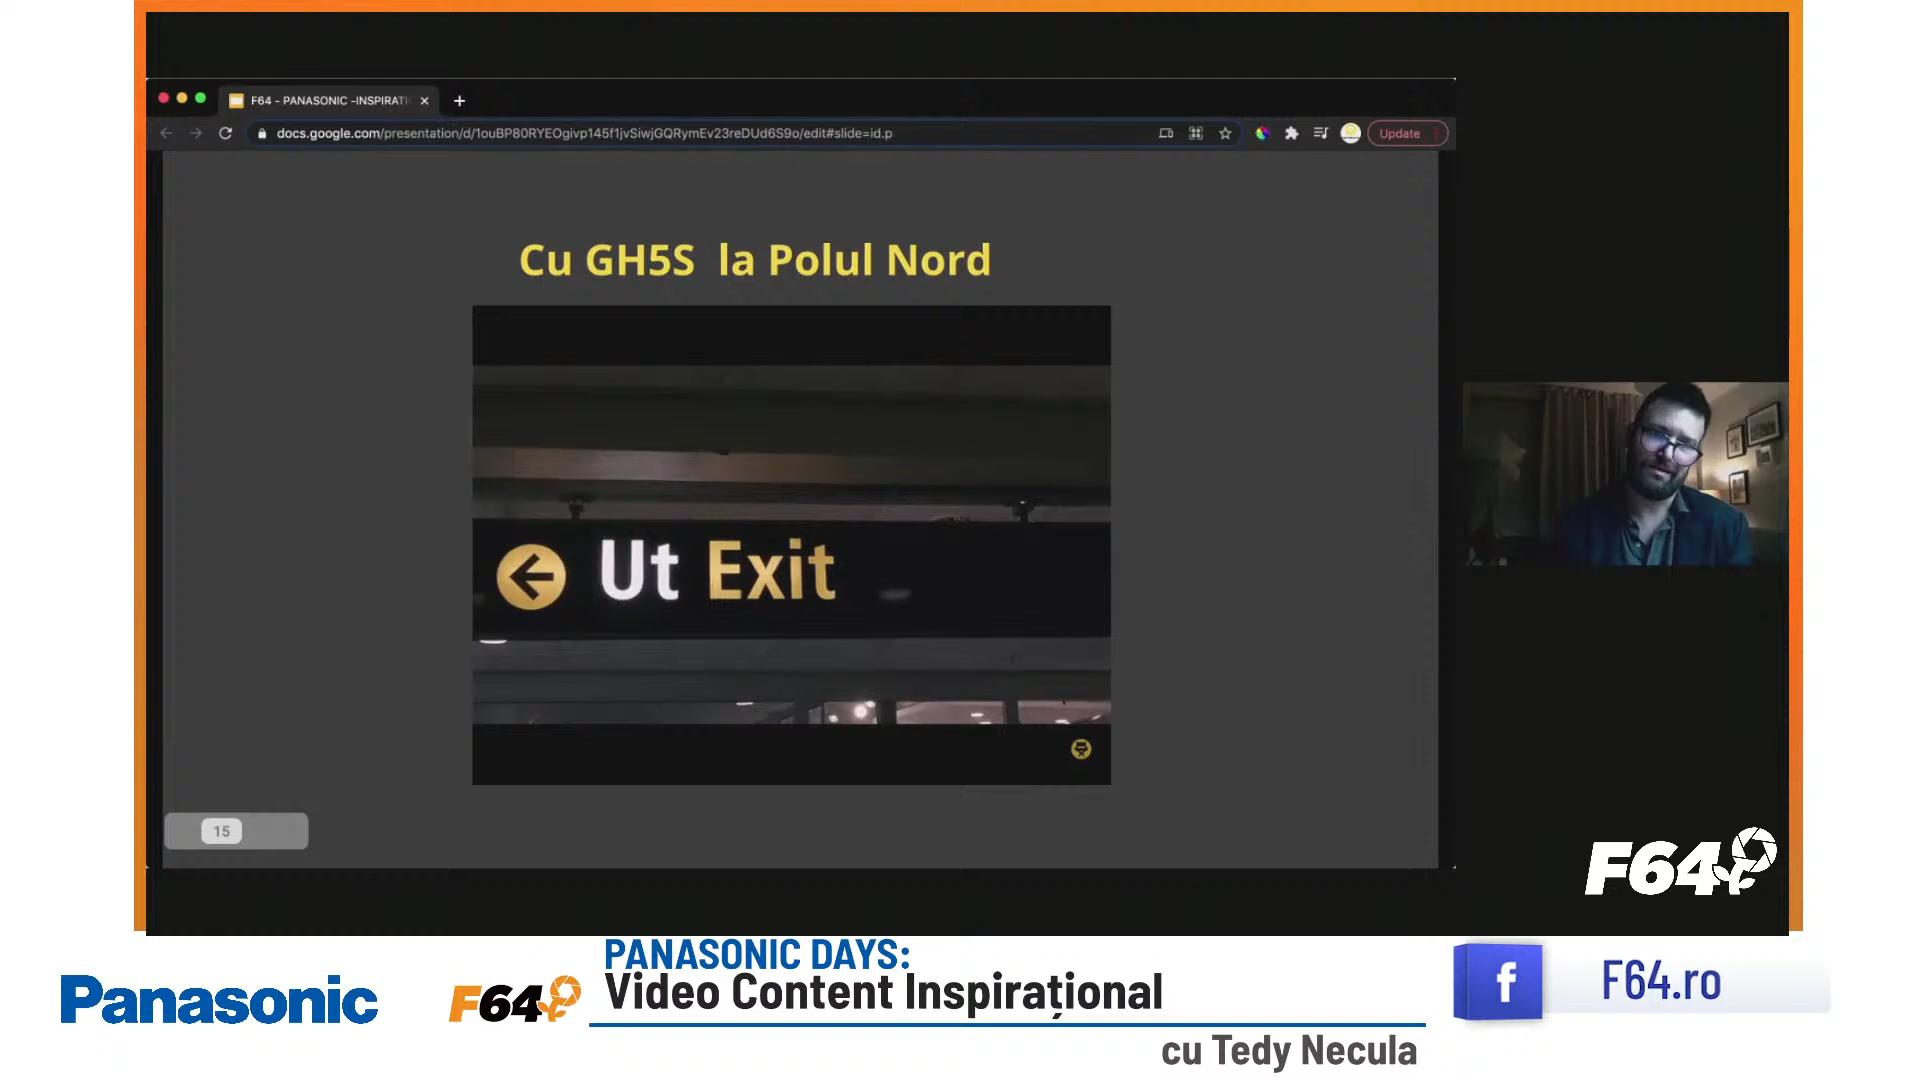 F64 - PANASONIC -INSPIRATI
Update
docs.google.com/presentation/d/1ouBP80RYEOgivp145f1jvSiwjGQRymEv23reDUd6S9o/edit#slide=id.p
Cu GH5S la Polul Nord
Ut Exit
15
F64
PANASONIC DAYS:
Panasonic
F64
Video Content Inspirațional
cu Tedy Necula
f
F64.ro